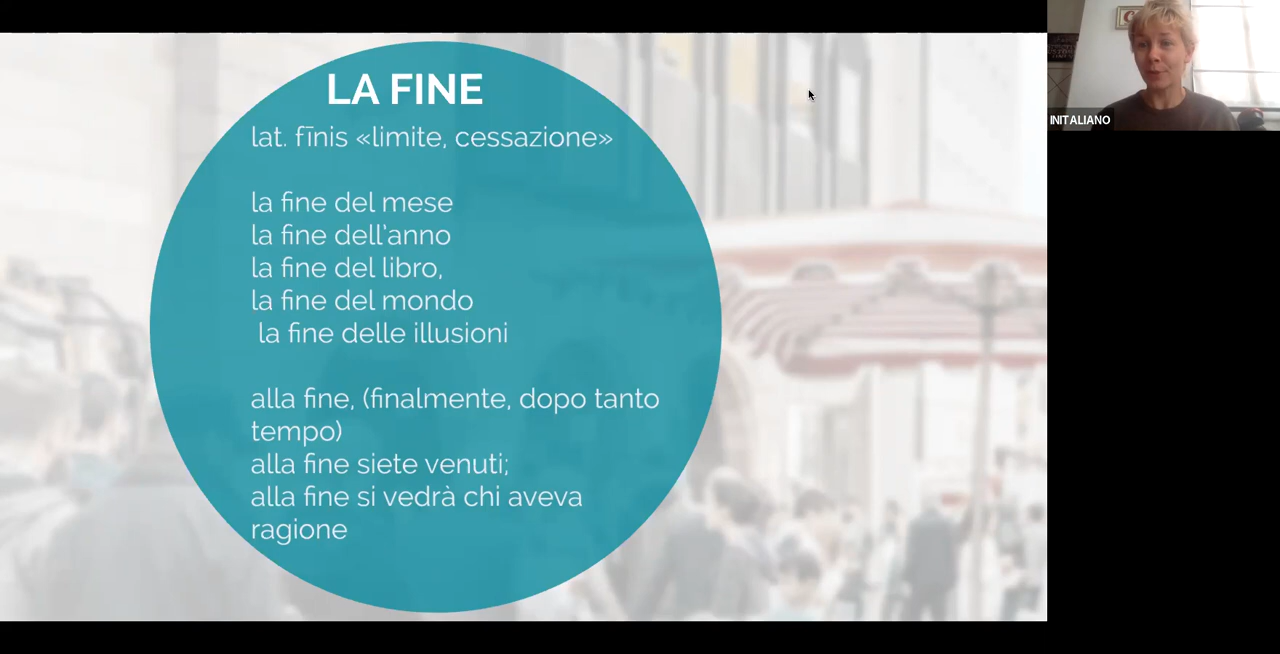 LA FINE
lat. fīnis «limite, cessazione»
la fine del mese
la fine dell'anno
la fine del libro,
la fine del mondo
la fine delle illusioni
alla fine, (finalmente, dopo tanto
tempo)
alla fine siete venuti;
alla fine si vedrà chi aveva
ragione
INITALIANO